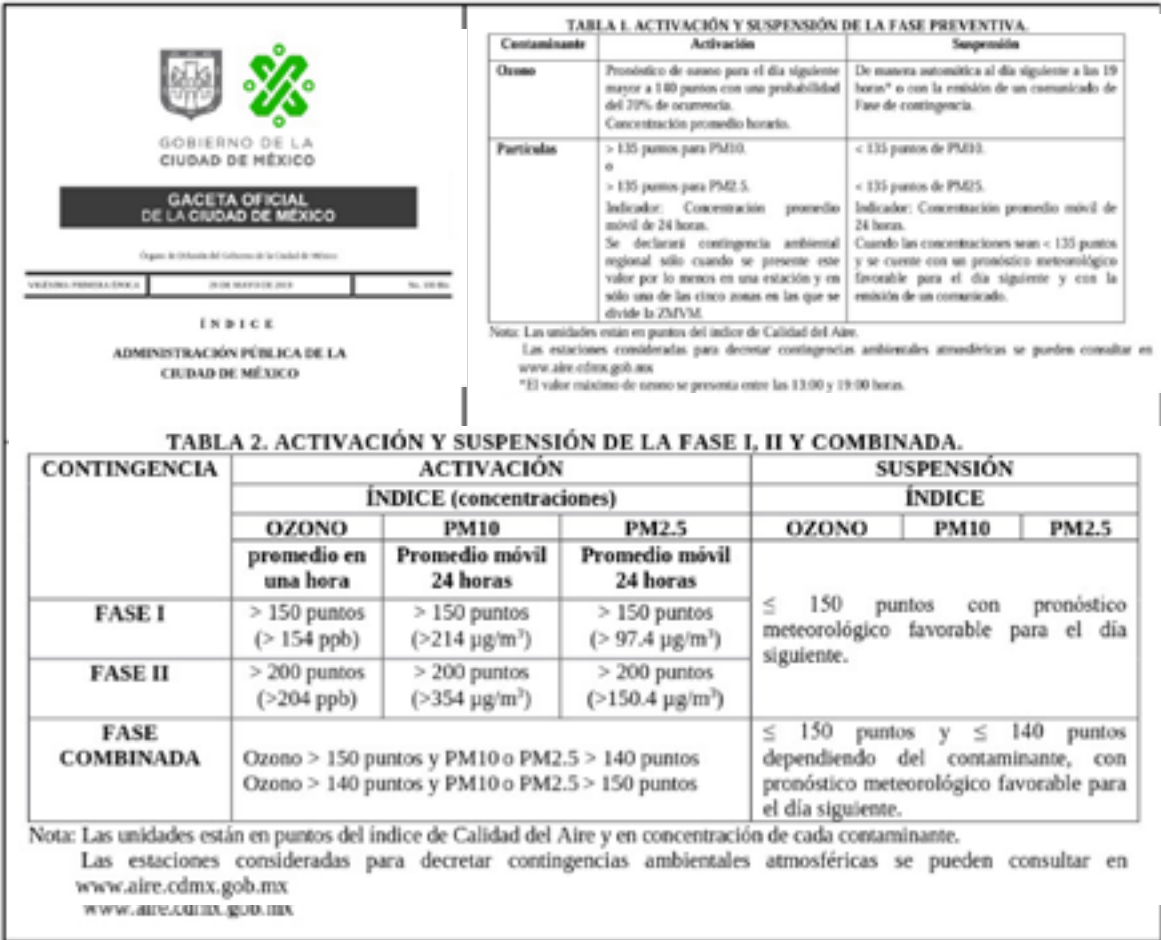 GOBIERNO DE LA
CIUDAD DE MÉXICO
GACETA OFICIAL
DE LA CIUDAD DE MÉXICO
Órgano de Difusión del Gobierno de la Ciudad de México
VIGÉSIMA PRIMERA ÉPOCA
DE MAYO DE
No.
Í N D I C E
ADMINISTRACIÓN PÚBLICA DE LA
CIUDAD DE MÉXICO
TABLA 1. ACTIVACIÓN Y SUSPENSIÓN DE LA FASE PREVENTIVA.
Contaminante
Activación
Suspensión
Ozono
Pronóstico de ozono para el día siguiente
mayor a 140 puntos con una probabilidad
del 70% de ocurrencia.
Concentración promedio horario.
De manera automática al día siguiente a las 19
horas* o con la emisión de un comunicado de
Fase de contingencia.
Partículas
> 135 puntos para PM10.
o
> 135 puntos para PM2.5.
Indicador: Concentración promedio
móvil de 24 horas.
Se declarará contingencia ambiental
regional sólo cuando se presente este
valor por lo menos en una estación y en
sólo una de las cinco zonas en las que se
divide la ZMVM.
< 135 puntos de PM10.
< 135 puntos de PM25.
Indicador: Concentración promedio móvil de
24 horas.
Cuando las concentraciones sean < 135 puntos
y se cuente con un pronóstico meteorológico
favorable para el día siguiente y con la
emisión de un comunicado.
Nota: Las unidades están en puntos del índice de Calidad del Aire.
Las estaciones consideradas para decretar contingencias ambientales atmosféricas se pueden consultar en
www.aire.cdmx.gob.mx
*El valor máximo de ozono se presenta entre las 13:00 y 19:00 horas.
TABLA 2. ACTIVACIÓN Y SUSPENSIÓN DE LA FASE I, II Y COMBINADA.
CONTINGENCIA
ACTIVACIÓN
SUSPENSIÓN
ÍNDICE (concentraciones)
ÍNDICE
OZONO
PM10
PM2.5
OZONO
PM10
PM2.5
promedio en
una hora
Promedio móvil
24 horas
Promedio móvil
24 horas
FASE I
> 150 puntos
(> 154 ppb)
> 150 puntos
(>214 µg/m³)
> 150 puntos
(> 97.4 µg/m³)
≤ 150 puntos con pronóstico
meteorológico favorable para el día
siguiente.
FASE II
> 200 puntos
(>204 ppb)
> 200 puntos
(>354 µg/m³)
> 200 puntos
(>150.4 µg/m³)
FASE
COMBINADA
Ozono > 150 puntos y PM10 o PM2.5 > 140 puntos
Ozono > 140 puntos y PM10 o PM2.5 > 150 puntos
≤ 150 puntos y ≤ 140 puntos
dependiendo del contaminante, con
pronóstico meteorológico favorable para
el día siguiente.
Nota: Las unidades están en puntos del índice de Calidad del Aire y en concentración de cada contaminante.
Las estaciones consideradas para decretar contingencias ambientales atmosféricas se pueden consultar en
www.aire.cdmx.gob.mx
www.aire.cdmx.gob.mx